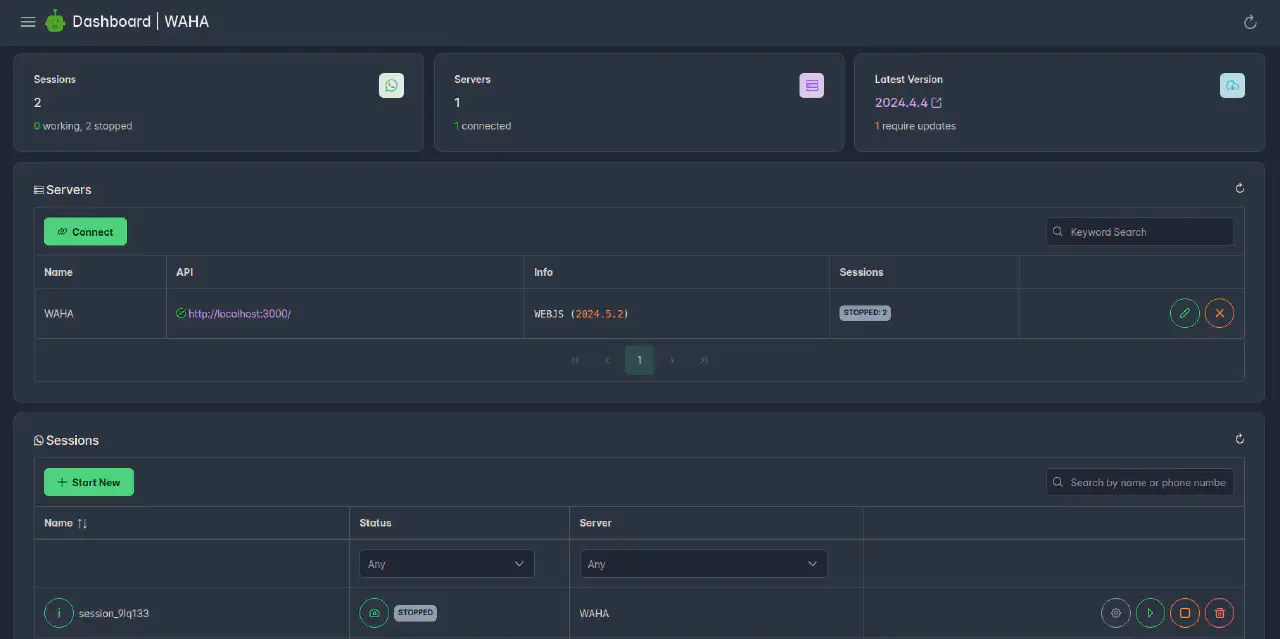 Dashboard | WAHA
Sessions
2
0 working, 2 stopped
Servers
1
1 connected
Latest Version
2024.4.4
1 require updates
Servers
Connect
Keyword Search
Name API Info Sessions
WAHA http://localhost:3000/ WEBJS (2024.5.2) STOPPED: 2
« ‹ 1 › »
Sessions
Start New
Search by name or phone numbe
Name Status Server
Any Any
i session_9lq133 STOPPED WAHA